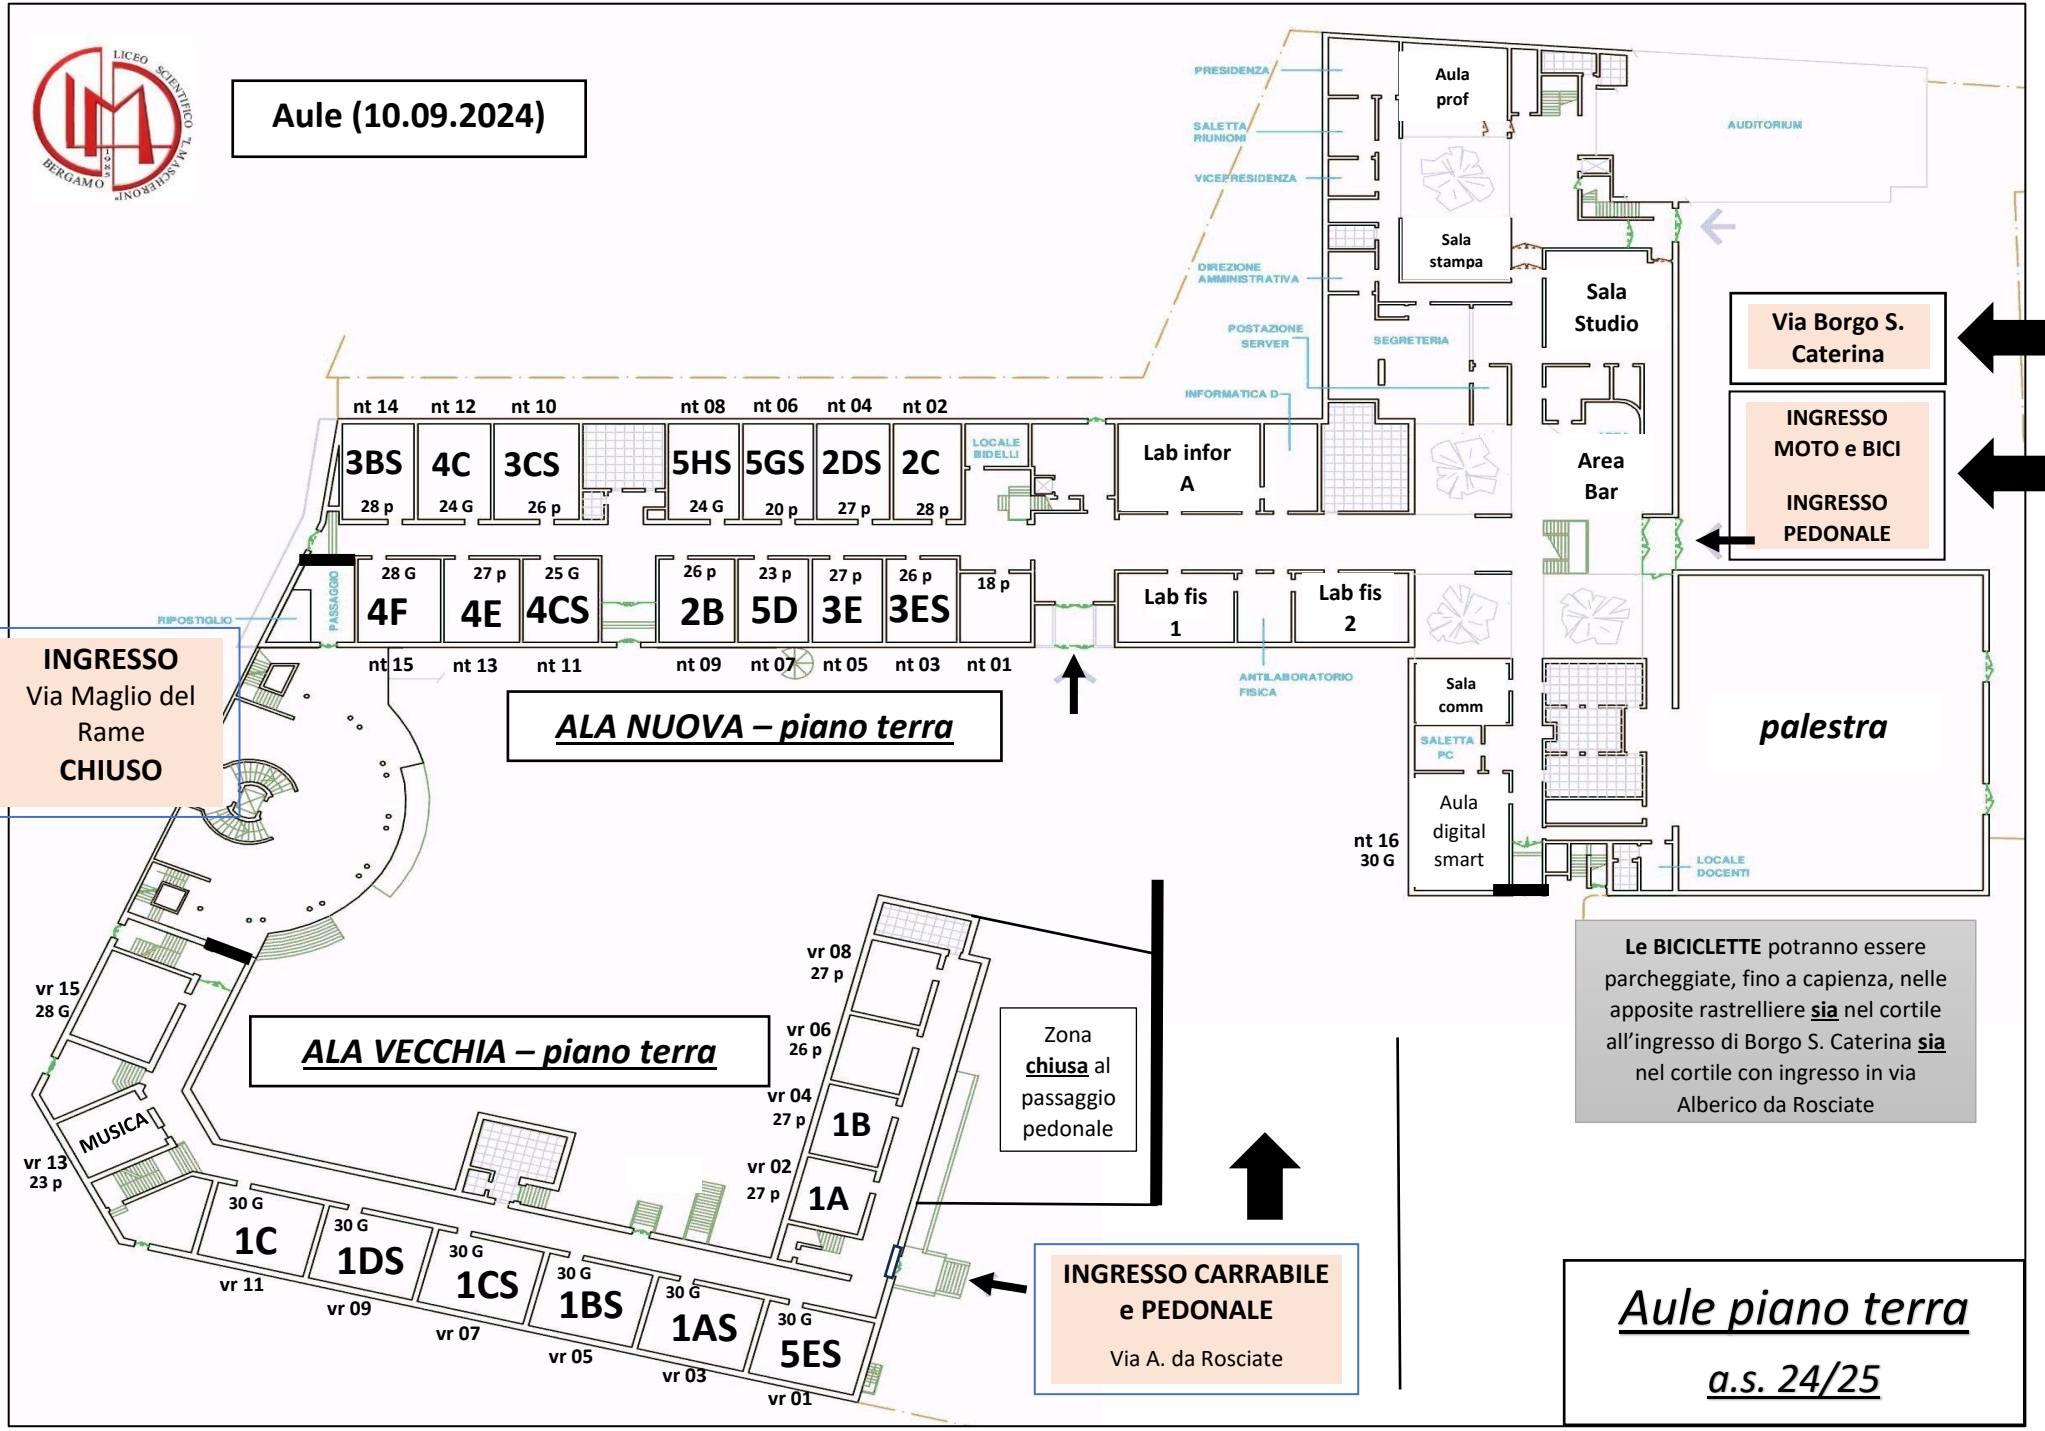 LICEO SCIENTIFICO "L.MASCHERONI"
BERGAMO
1985
Aule (10.09.2024)
PRESIDENZA
Aula
prof
SALETTA
RIUNIONI
AUDITORIUM
VICEPRESIDENZA
Sala
stampa
DIREZIONE
AMMINISTRATIVA
Sala
Studio
POSTAZIONE
SERVER
SEGRETERIA
Via Borgo S.
Caterina
INFORMATICA D
INGRESSO
MOTO e BICI
INGRESSO
PEDONALE
nt 14
nt 12
nt 10
nt 08
nt 06
nt 04
nt 02
3BS
4C
3CS
5HS
5GS
2DS
2C
LOCALE
BIDELLI
Lab infor
A
Area
Bar
28 p
24 G
26 p
24 G
20 p
27 p
28 p
PASSAGGIO
28 G
27 p
25 G
26 p
23 p
27 p
26 p
18 p
4F
4E
4CS
2B
5D
3E
3ES
Lab fis
1
Lab fis
2
RIPOSTIGLIO
nt 15
nt 13
nt 11
nt 09
nt 07
nt 05
nt 03
nt 01
ANTILABORATORIO
FISICA
INGRESSO
Via Maglio del
Rame
CHIUSO
ALA NUOVA – piano terra
Sala
comm
SALETTA
PC
palestra
Aula
digital
smart
nt 16
30 G
LOCALE
DOCENTI
Le BICICLETTE potranno essere
parcheggiate, fino a capienza, nelle
apposite rastrelliere sia nel cortile
all'ingresso di Borgo S. Caterina sia
nel cortile con ingresso in via
Alberico da Rosciate
vr 08
27 p
vr 15
28 G
vr 06
26 p
ALA VECCHIA – piano terra
Zona
chiusa al
passaggio
pedonale
vr 04
27 p
1B
MUSICA
vr 13
23 p
vr 02
27 p
1A
30 G
1C
vr 11
30 G
1DS
vr 09
30 G
1CS
vr 07
30 G
1BS
vr 05
30 G
1AS
vr 03
30 G
5ES
vr 01
INGRESSO CARRABILE
e PEDONALE
Via A. da Rosciate
Aule piano terra
a.s. 24/25